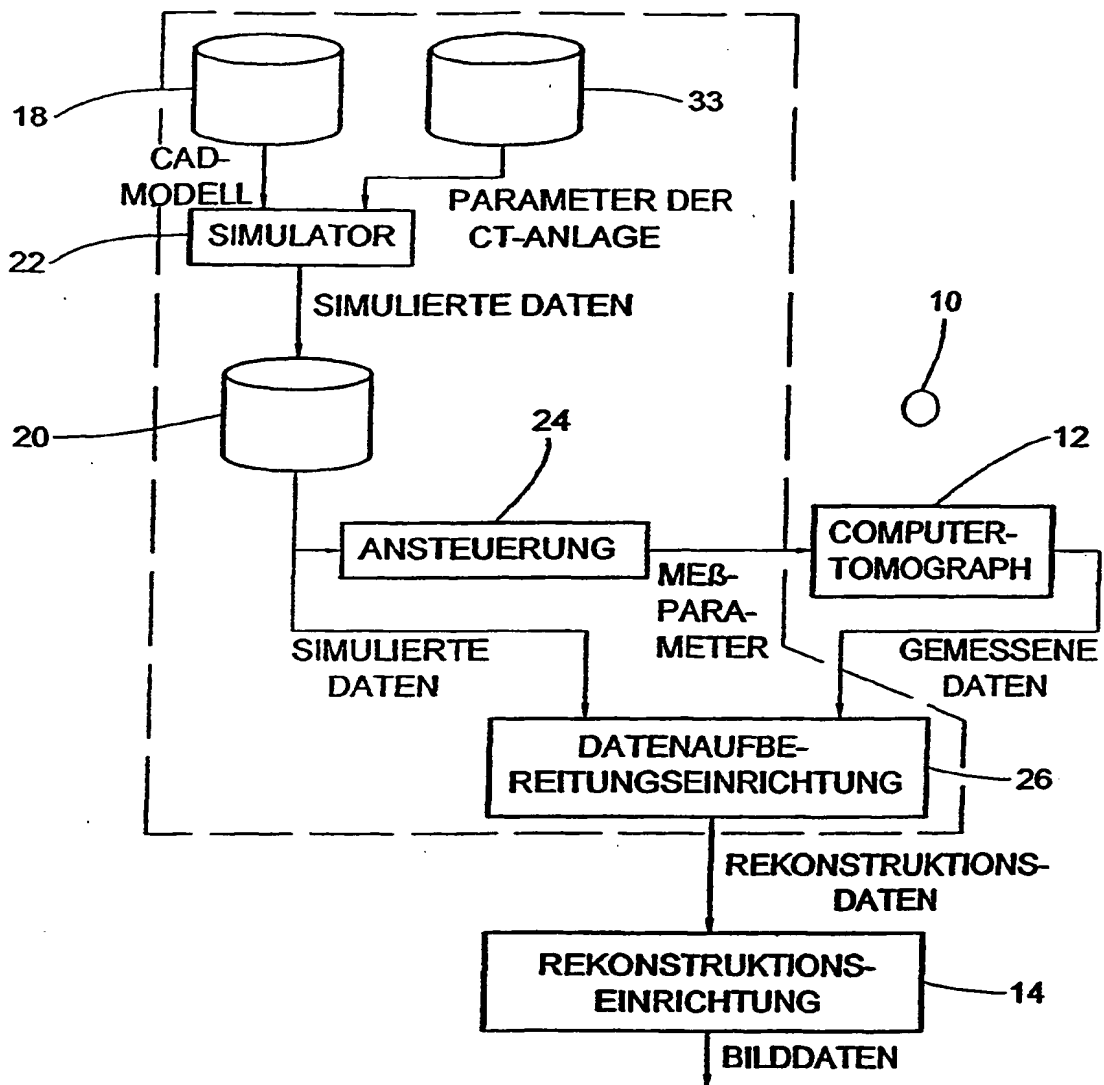 18
33
CAD-
MODELL
PARAMETER DER
CT-ANLAGE
22
SIMULATOR
SIMULIERTE DATEN
10
20
24
12
ANSTEUERUNG
COMPUTER-
TOMOGRAPH
MEß-
PARA-
METER
SIMULIERTE
DATEN
GEMESSENE
DATEN
DATENAUFBE-
REITUNGSEINRICHTUNG
26
REKONSTRUKTIONS-
DATEN
REKONSTRUKTIONS-
EINRICHTUNG
14
BILDDATEN